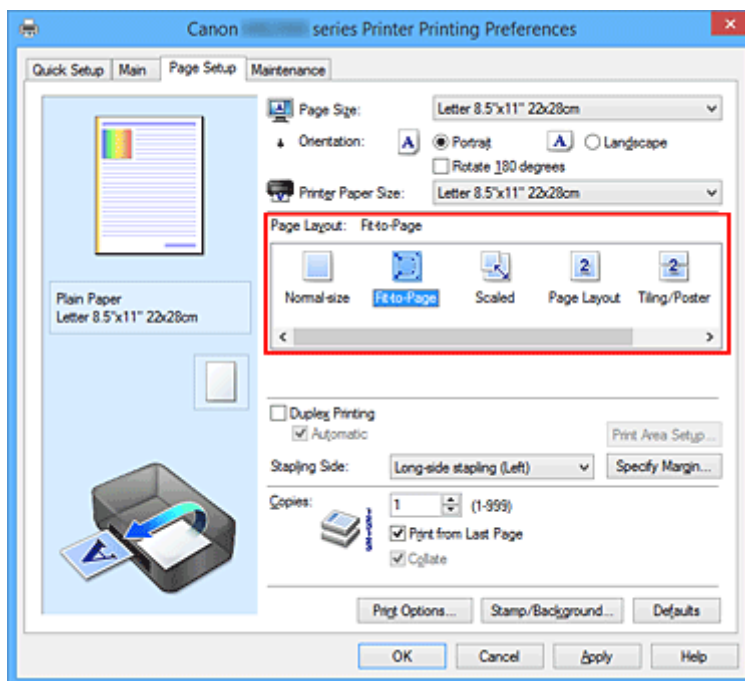 Canon series Printer Printing Preferences
Quick Setup Main Page Setup Maintenance
Page Size: Letter 8.5"x11" 22x28cm
Orientation: A Portrait A Landscape
Rotate 180 degrees
Printer Paper Size: Letter 8.5"x11" 22x28cm
Page Layout: Fit-to-Page
Normal-size Fit-to-Page Scaled Page Layout Tiling/Poster
Plain Paper
Letter 8.5"x11" 22x28cm
Duplex Printing
Automatic
Print Area Setup...
Stapling Side: Long-side stapling (Left) Specify Margin...
Copies: 1 (1-999)
Print from Last Page
Collate
Print Options... Stamp/Background... Defaults
OK Cancel Apply Help